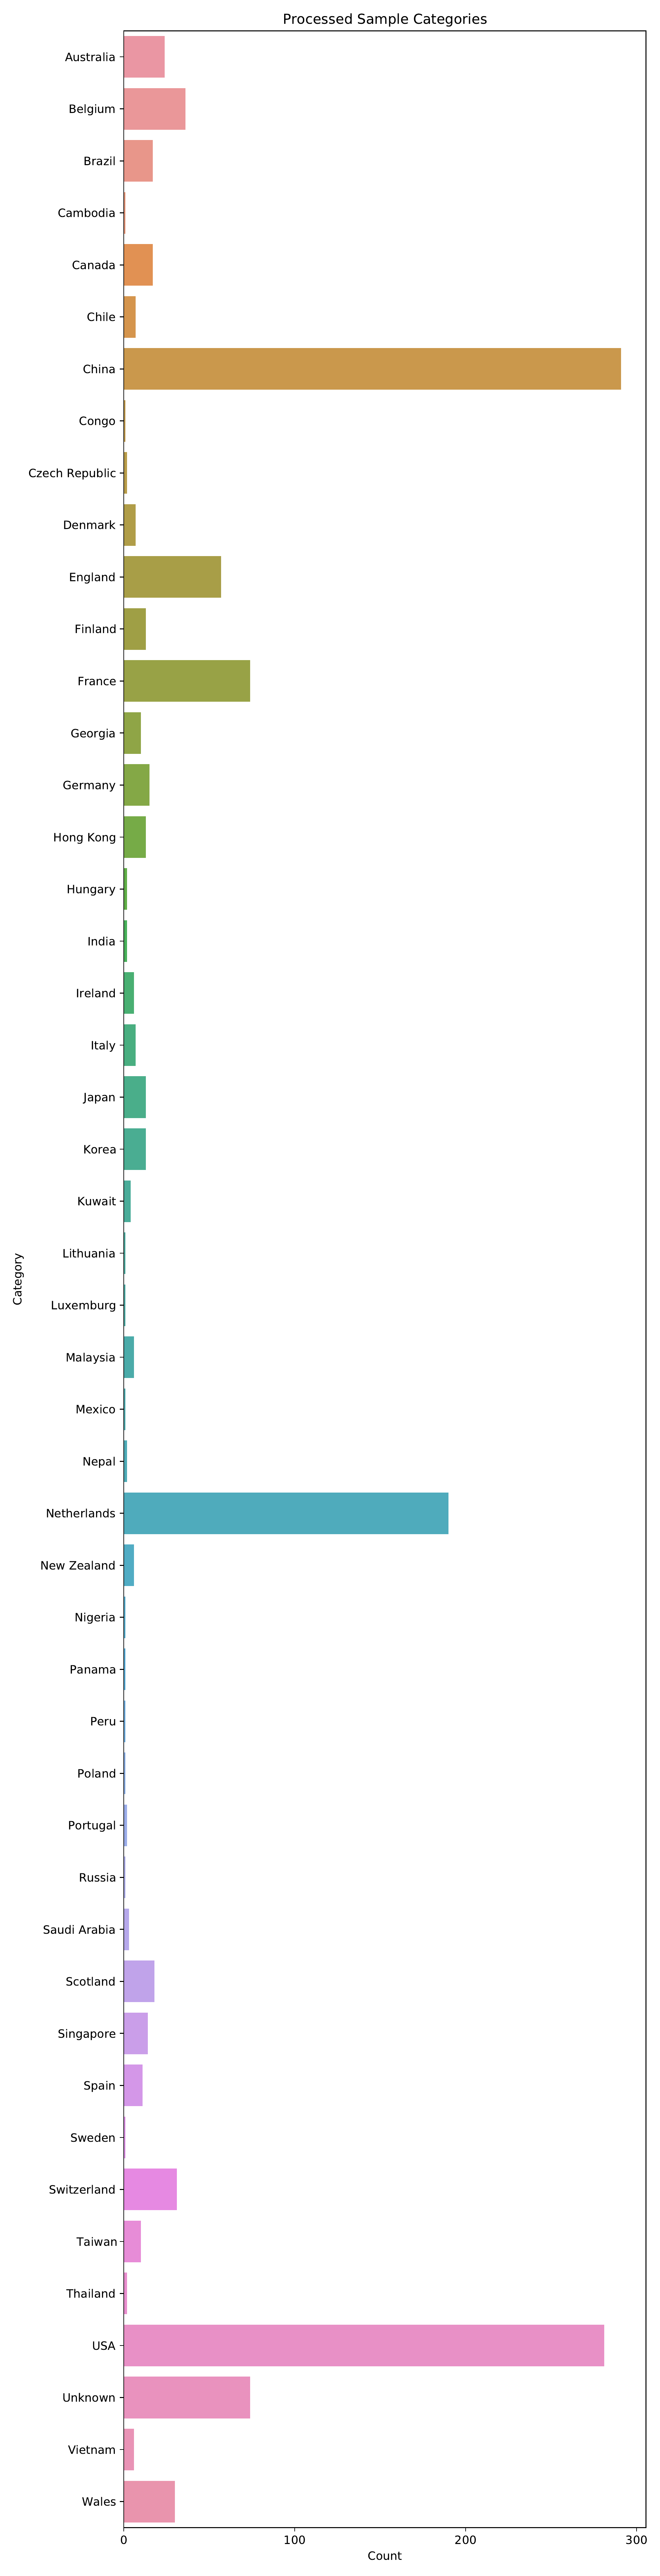 Processed Sample Categories
Australia
Belgium
Brazil
Cambodia
Canada
Chile
China
Congo
Czech Republic
Denmark
England
Finland
France
Georgia
Germany
Hong Kong
Hungary
India
Ireland
Italy
Japan
Korea
Kuwait
Lithuania
Luxemburg
Malaysia
Mexico
Nepal
Netherlands
New Zealand
Nigeria
Panama
Peru
Poland
Portugal
Russia
Saudi Arabia
Scotland
Singapore
Spain
Sweden
Switzerland
Taiwan
Thailand
USA
Unknown
Vietnam
Wales
Category
0 100 200 300
Count